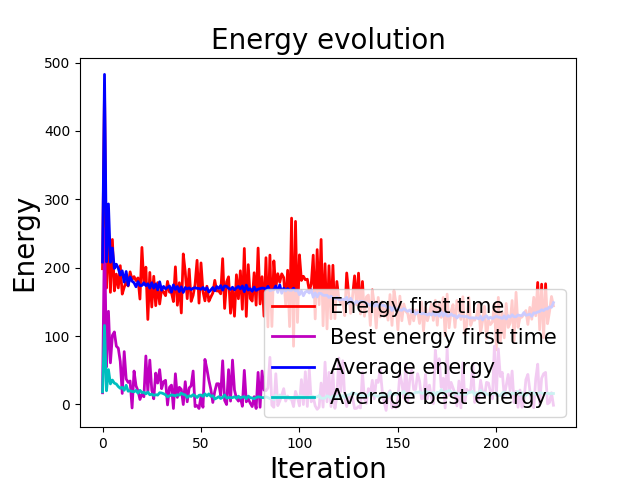 Energy evolution
Energy
500
400
300
200
100
0
Energy first time
Best energy first time
Average energy
Average best energy
0 50 100 150 200
Iteration